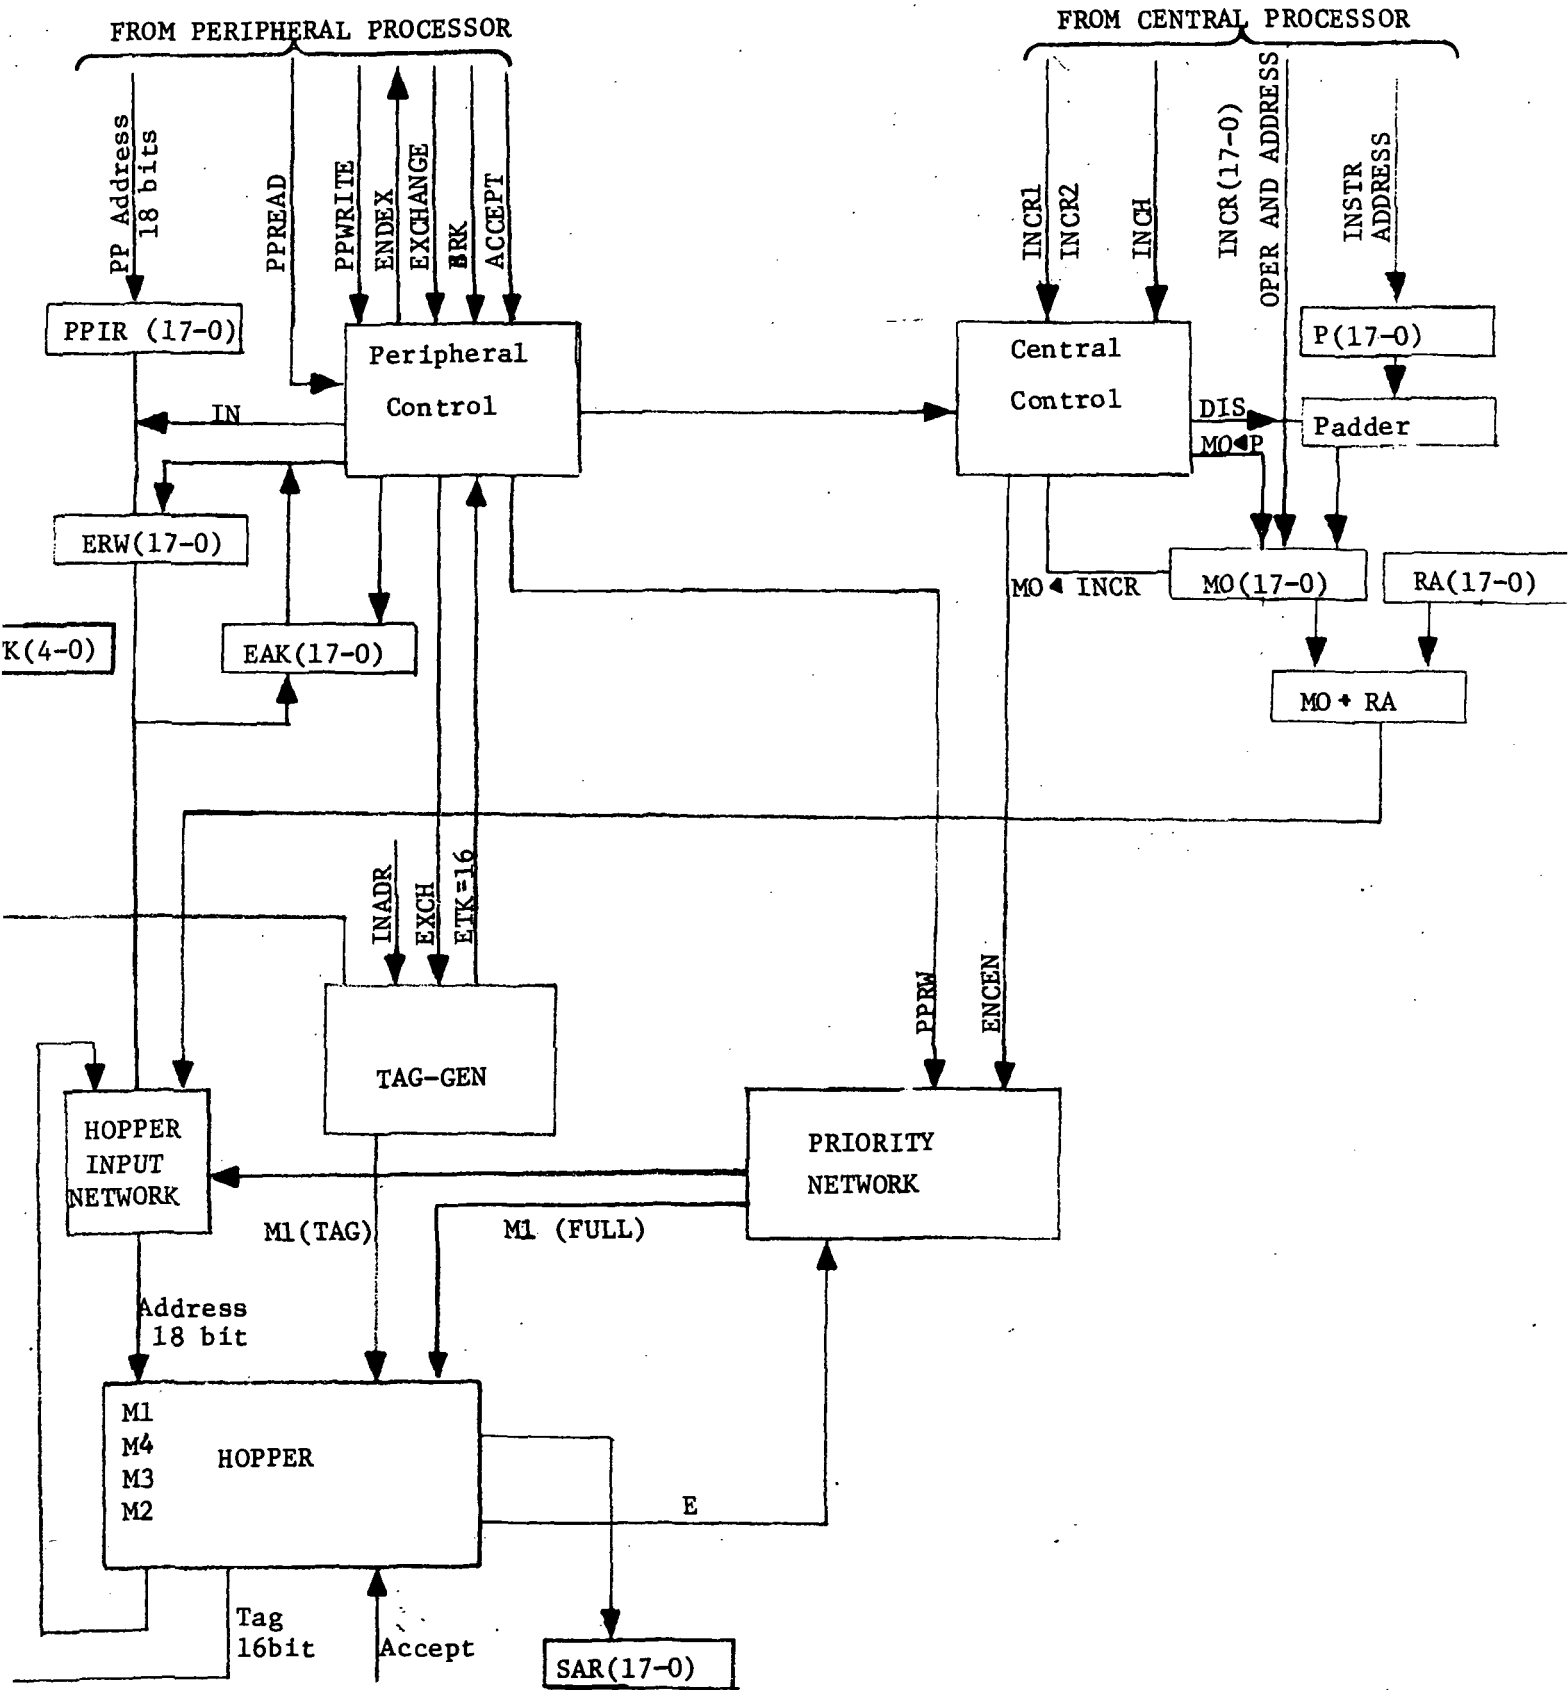 FROM PERIPHERAL PROCESSOR
FROM CENTRAL PROCESSOR
PP Address
18 bits
PPREAD
PPWRITE
ENDEX
EXCHANGE
BRK
ACCEPT
INCR1
INCR2
INCH
INCR(17-0)
OPER AND ADDRESS
INSTR
ADDRESS
PPIR (17-0)
Peripheral
Control
Central
Control
P(17-0)
IN
DIS
Padder
MO◀P
ERW(17-0)
MO ◀ INCR
MO(17-0)
RA(17-0)
K(4-0)
EAK(17-0)
MO + RA
INADR
EXCH
ETK=16
PPRW
ENCEN
TAG-GEN
HOPPER
INPUT
NETWORK
PRIORITY
NETWORK
M1(TAG)
M1 (FULL)
Address
18 bit
M1
M4
M3
M2
HOPPER
E
Tag
16bit
Accept
SAR(17-0)